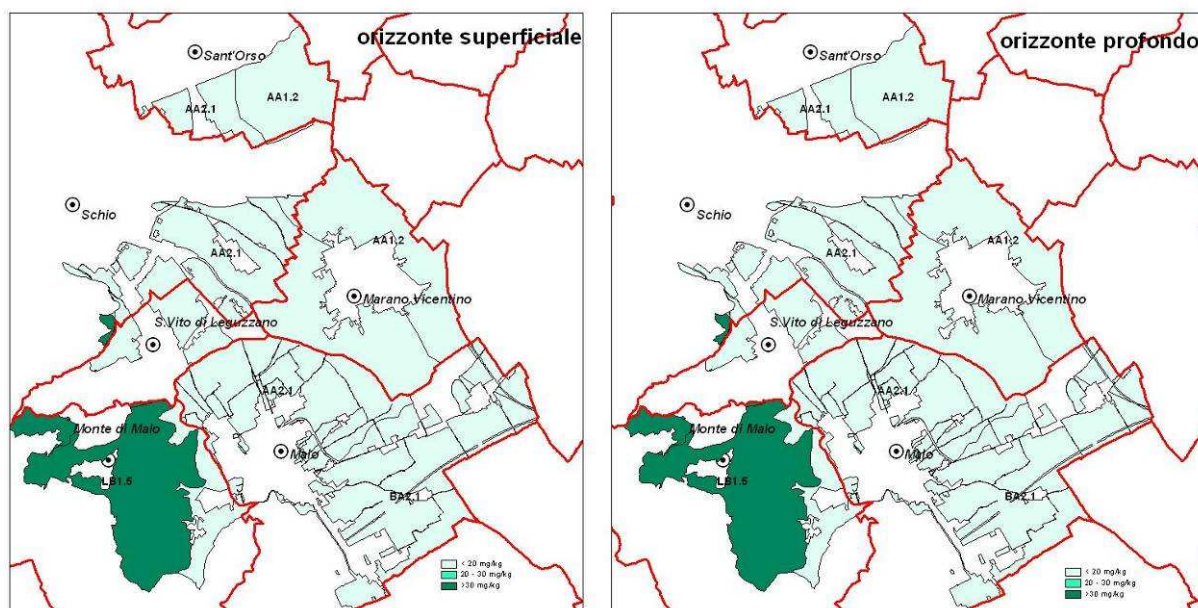 orizzonte superficiale
Sant'Orso
AA2.1
AA1.2
Schio
AA2.1
AA1.2
Marano Vicentino
S.Vito di Leguzzano
AA2.1
Monte di Malo
Malo
LB1.5
BA2.1
< 20 mg/kg
20 - 30 mg/kg
>30 mg/kg
orizzonte profondo
Sant'Orso
AA2.1
AA1.2
Schio
AA2.1
AA1.2
Marano Vicentino
S.Vito di Leguzzano
AA2.1
Monte di Malo
Malo
LB1.5
BA2.1
< 20 mg/kg
20 - 30 mg/kg
>30 mg/kg